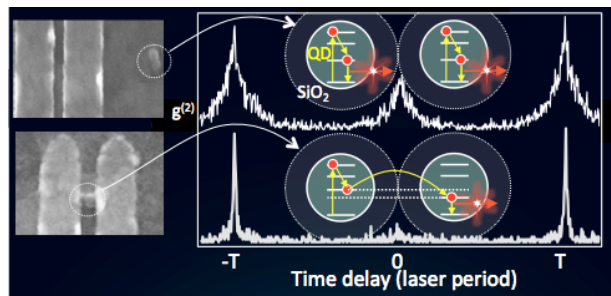 QD
SiO2
g(2)
-T
0
T
Time delay (laser period)